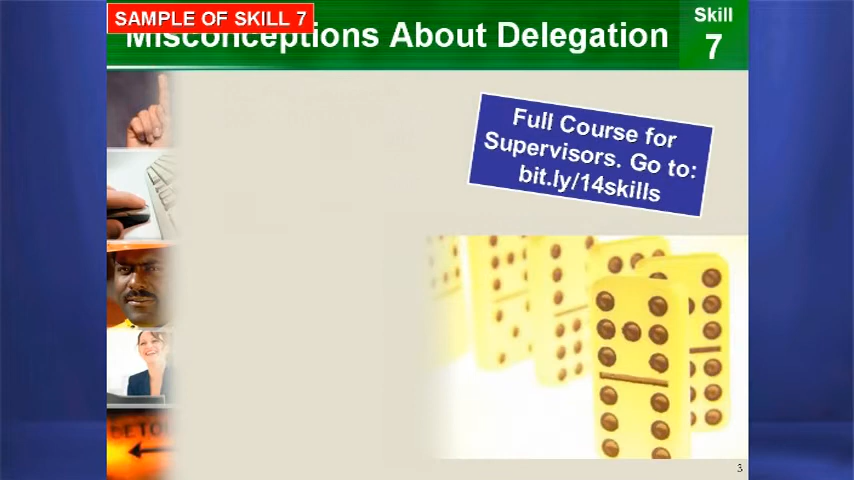 SAMPLE OF SKILL 7
Misconceptions About Delegation
Skill
7
Full Course for
Supervisors. Go to:
bit.ly/14skills
DETOU
3